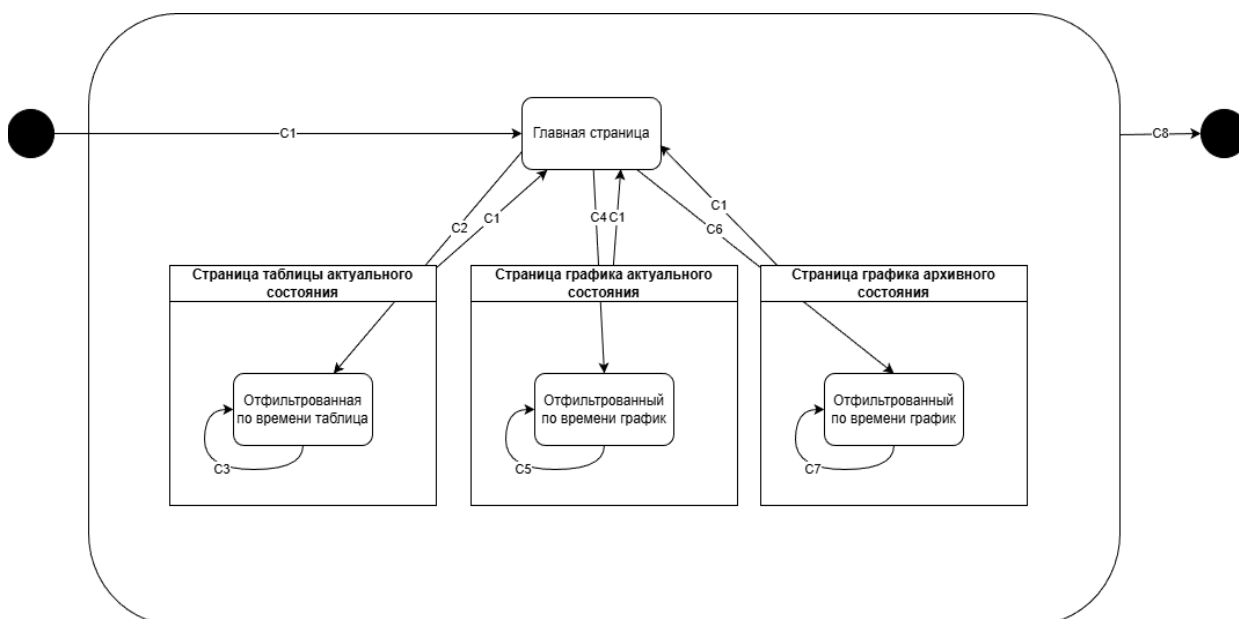 Главная страница
C1
C8
C2
C1
C4
C1
C1
C6
Страница таблицы актуального
состояния
Страница графика актуального
состояния
Страница графика архивного
состояния
Отфильтрованная
по времени таблица
Отфильтрованный
по времени график
Отфильтрованный
по времени график
C3
C5
C7